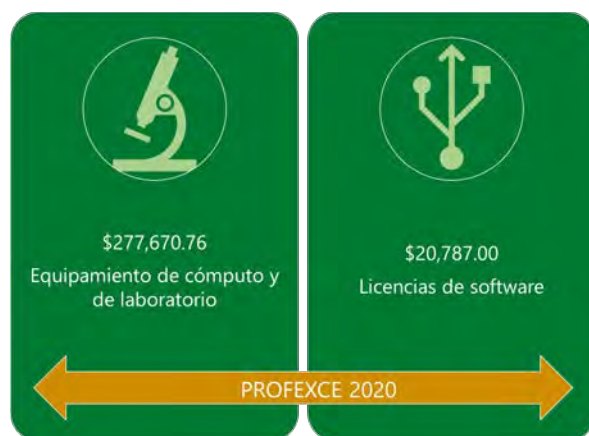 $277,670.76
Equipamiento de cómputo y
de laboratorio
$20,787.00
Licencias de software
PROFEXCE 2020